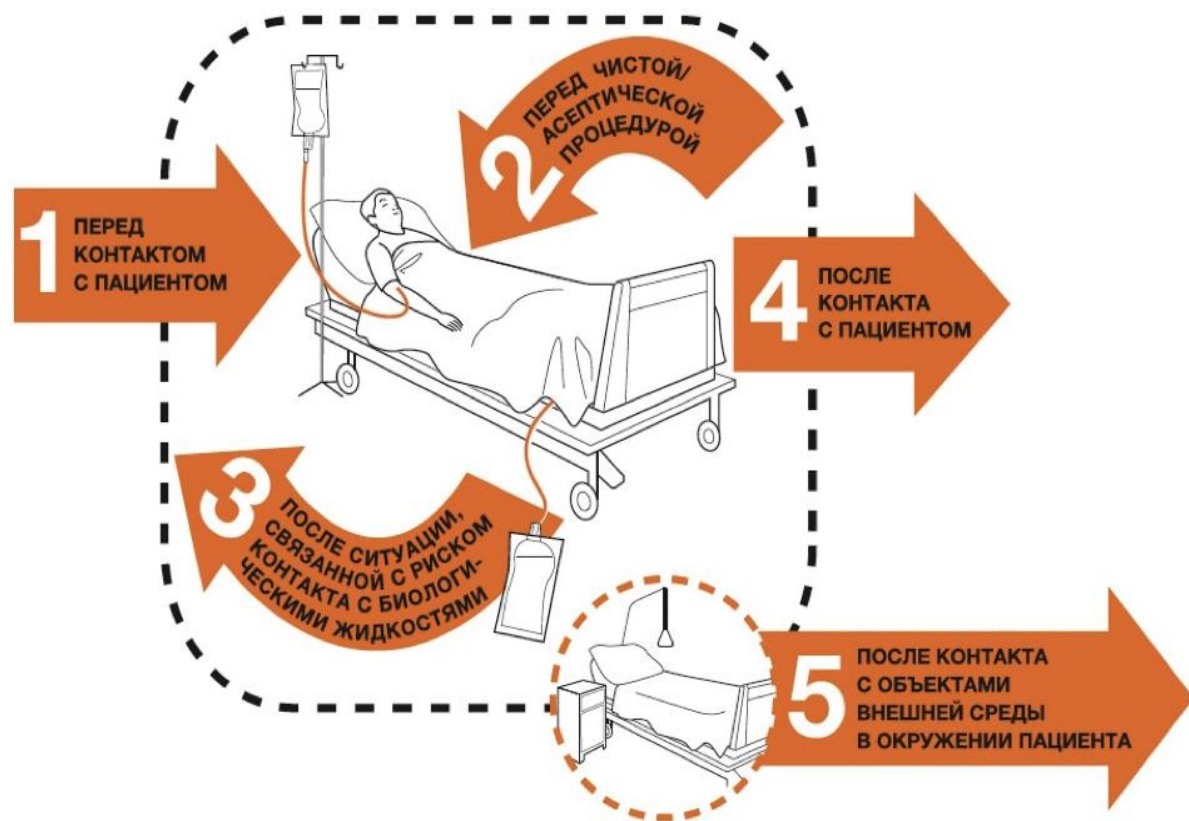 1
ПЕРЕД
КОНТАКТОМ
С ПАЦИЕНТОМ
2
ПЕРЕД ЧИСТОЙ/
АСЕПТИЧЕСКОЙ
ПРОЦЕДУРОЙ
3
ПОСЛЕ СИТУАЦИИ,
СВЯЗАННОЙ С РИСКОМ
КОНТАКТА С БИОЛОГИ-
ЧЕСКИМИ ЖИДКОСТЯМИ
4
ПОСЛЕ
КОНТАКТА
С ПАЦИЕНТОМ
5
ПОСЛЕ КОНТАКТА
С ОБЪЕКТАМИ
ВНЕШНЕЙ СРЕДЫ
В ОКРУЖЕНИИ ПАЦИЕНТА